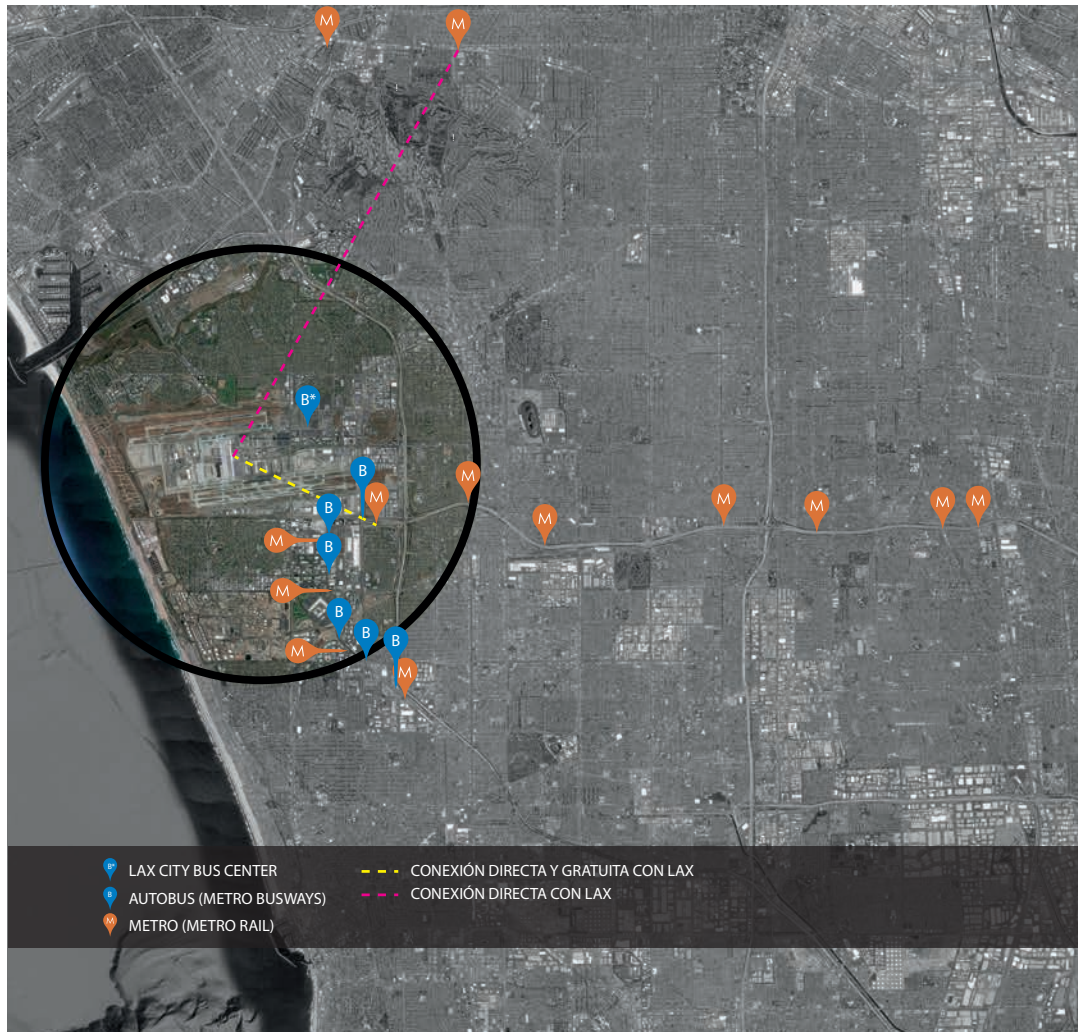 M
M
B*
B
M
M
B
M
M
M
M
M
M
B
M
B
M
B
B
M
B* LAX CITY BUS CENTER
B AUTOBUS (METRO BUSWAYS)
M METRO (METRO RAIL)
CONEXIÓN DIRECTA Y GRATUITA CON LAX
CONEXIÓN DIRECTA CON LAX